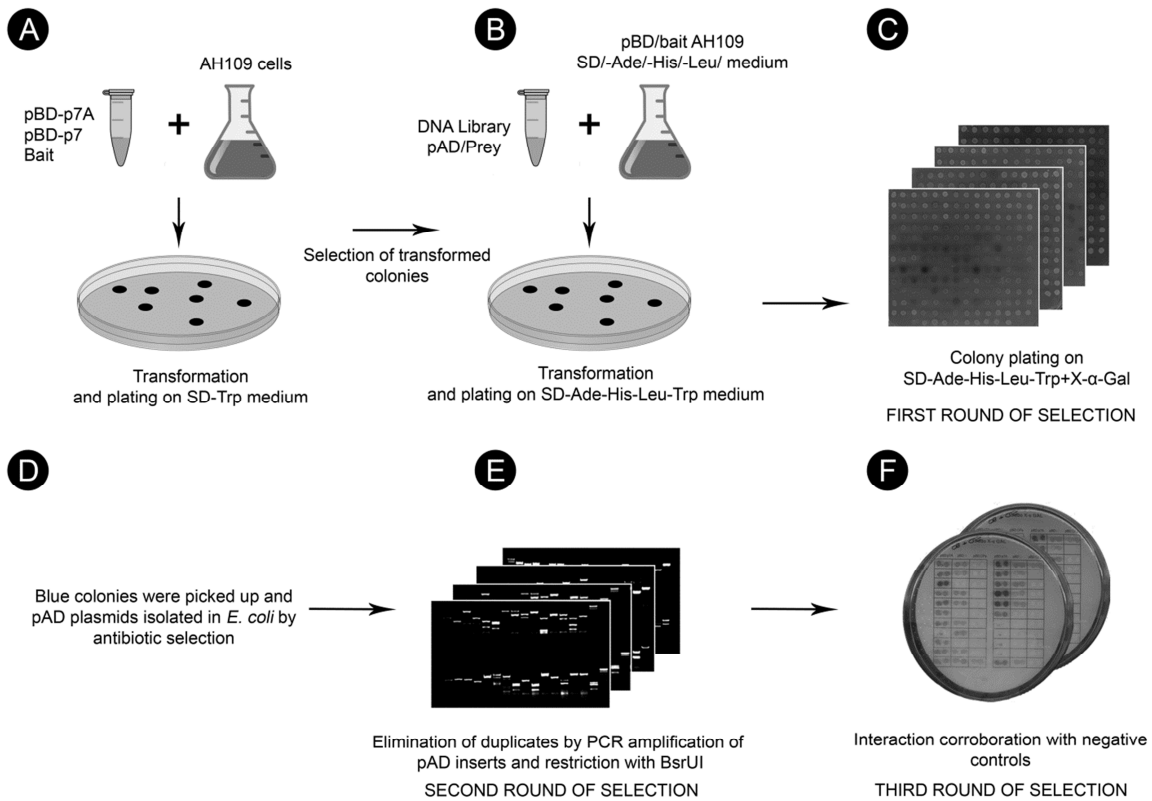 A
AH109 cells
pBD-p7A
pBD-p7
Bait
Transformation
and plating on SD-Trp medium
Selection of transformed
colonies
B
pBD/bait AH109
SD/-Ade/-His/-Leu/ medium
DNA Library
pAD/Prey
Transformation
and plating on SD-Ade-His-Leu-Trp medium
C
Colony plating on
SD-Ade-His-Leu-Trp+X-α-Gal
FIRST ROUND OF SELECTION
D
Blue colonies were picked up and
pAD plasmids isolated in E. coli by
antibiotic selection
E
Elimination of duplicates by PCR amplification of
pAD inserts and restriction with BsrUI
SECOND ROUND OF SELECTION
F
Interaction corroboration with negative
controls
THIRD ROUND OF SELECTION